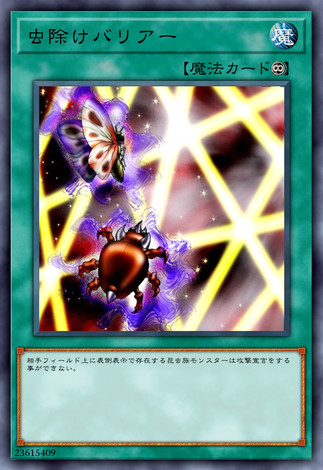 虫除けバリアー
魔
【魔法カード∞】
相手フィールド上に表側表示で存在する昆虫族モンスターは攻撃宣言をする
事ができない。
23615409